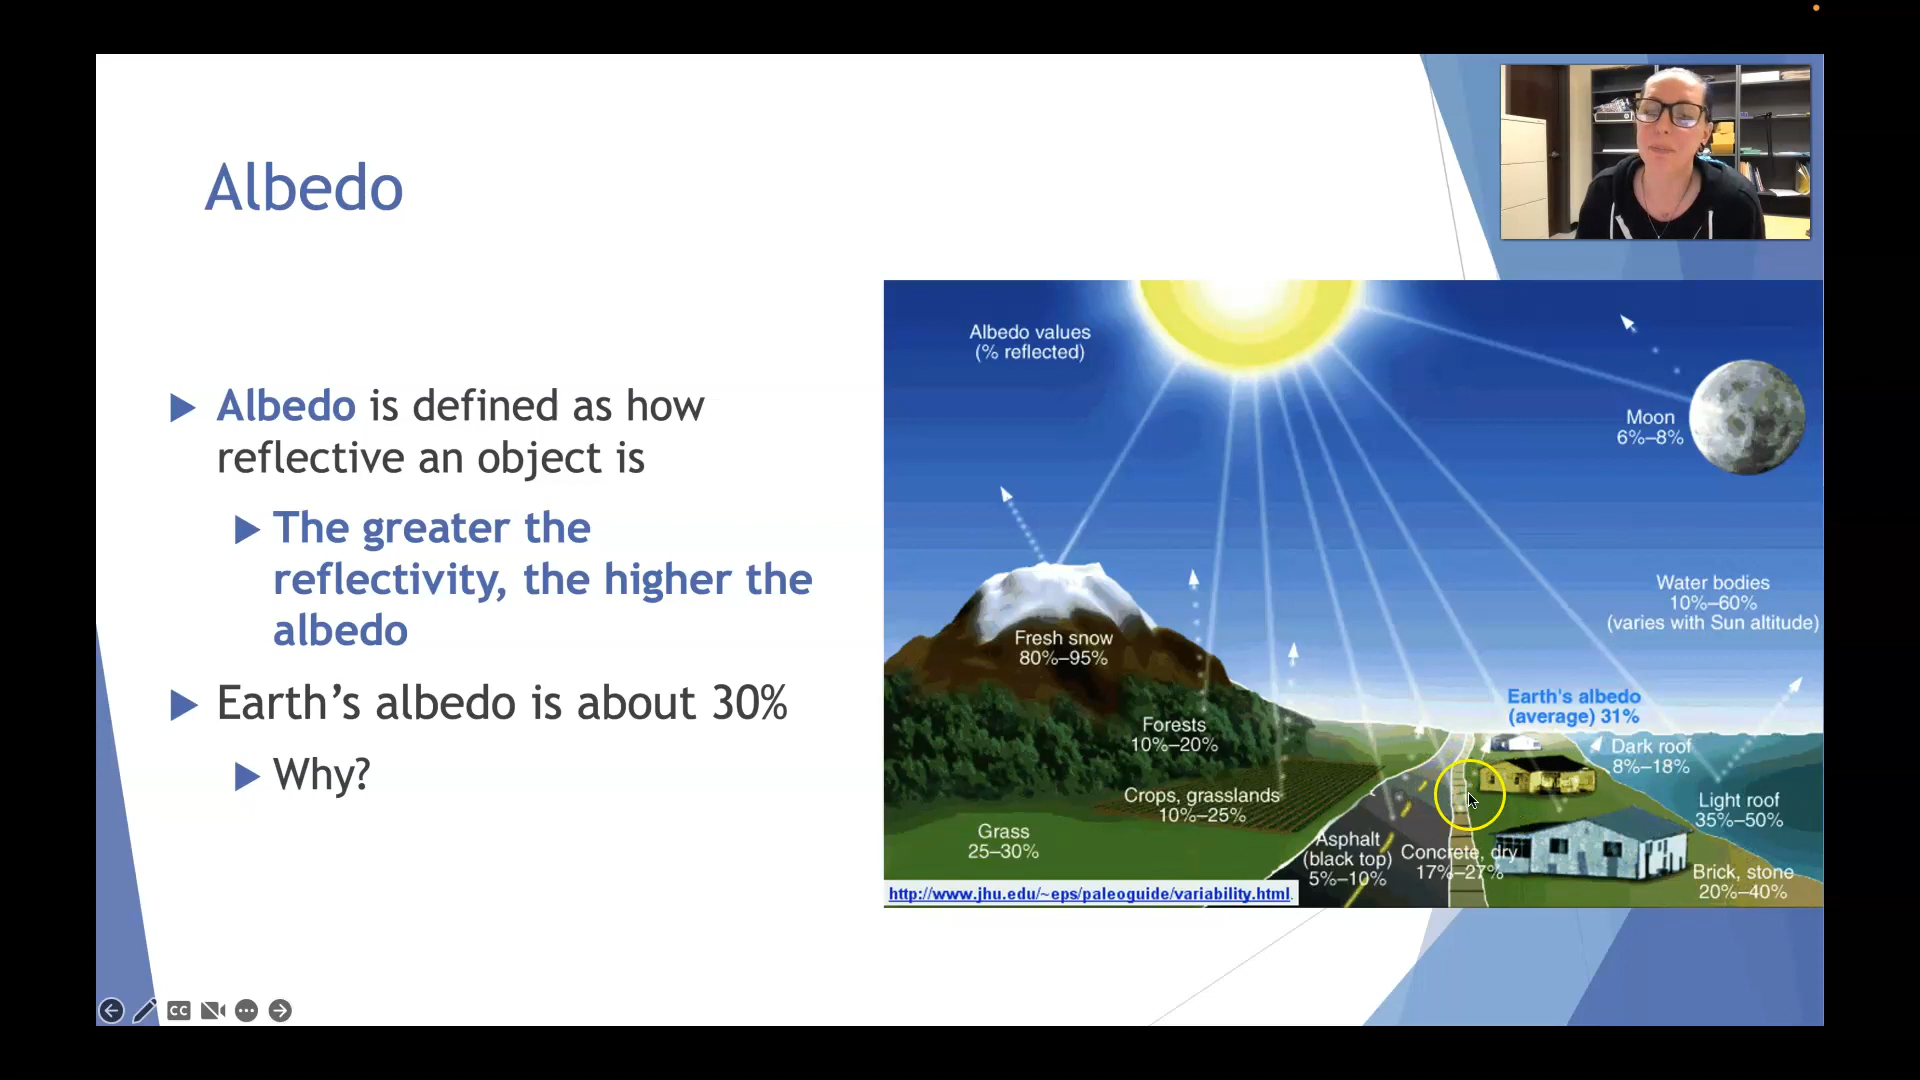 Albedo
Albedo is defined as how
reflective an object is
The greater the
reflectivity, the higher the
albedo
Earth's albedo is about 30%
Why?
Albedo values
(% reflected)
Moon
6%–8%
Water bodies
10%–60%
(varies with Sun altitude)
Fresh snow
80%–95%
Earth's albedo
(average) 31%
Forests
10%–20%
Dark roof
8%–18%
Crops, grasslands
10%–25%
Light roof
35%–50%
Grass
25–30%
Asphalt
(black top)
5%–10%
Concrete, dry
17%–27%
Brick, stone
20%–40%
http://www.jhu.edu/~eps/paleoguide/variability.html.
CC